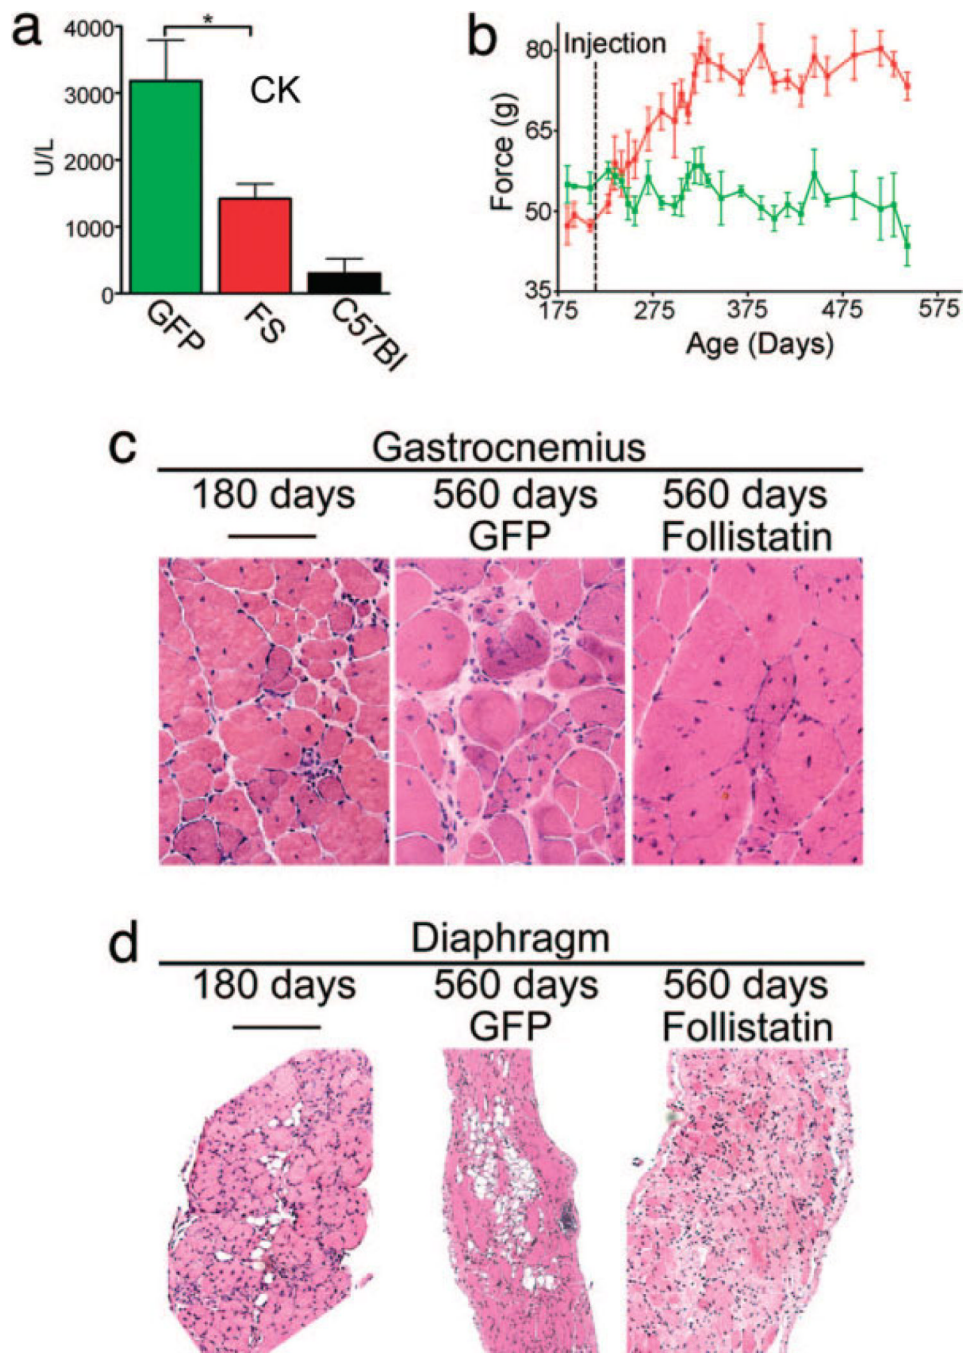 a
4000
3000
2000
1000
0
U/L
*
CK
GFP
FS
C57Bl
b
Injection
80
65
50
35
Force (g)
175 275 375 475 575
Age (Days)
c
Gastrocnemius
180 days 560 days 560 days
GFP Follistatin
d
Diaphragm
180 days 560 days 560 days
GFP Follistatin